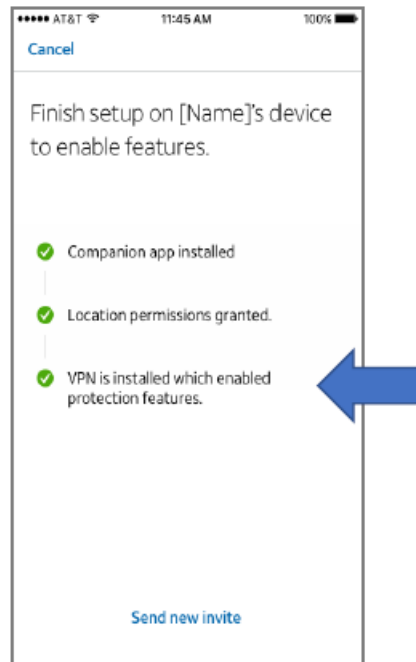 AT&T 11:45 AM 100%
Cancel
Finish setup on [Name]'s device
to enable features.
Companion app installed
Location permissions granted.
VPN is installed which enabled
protection features.
Send new invite